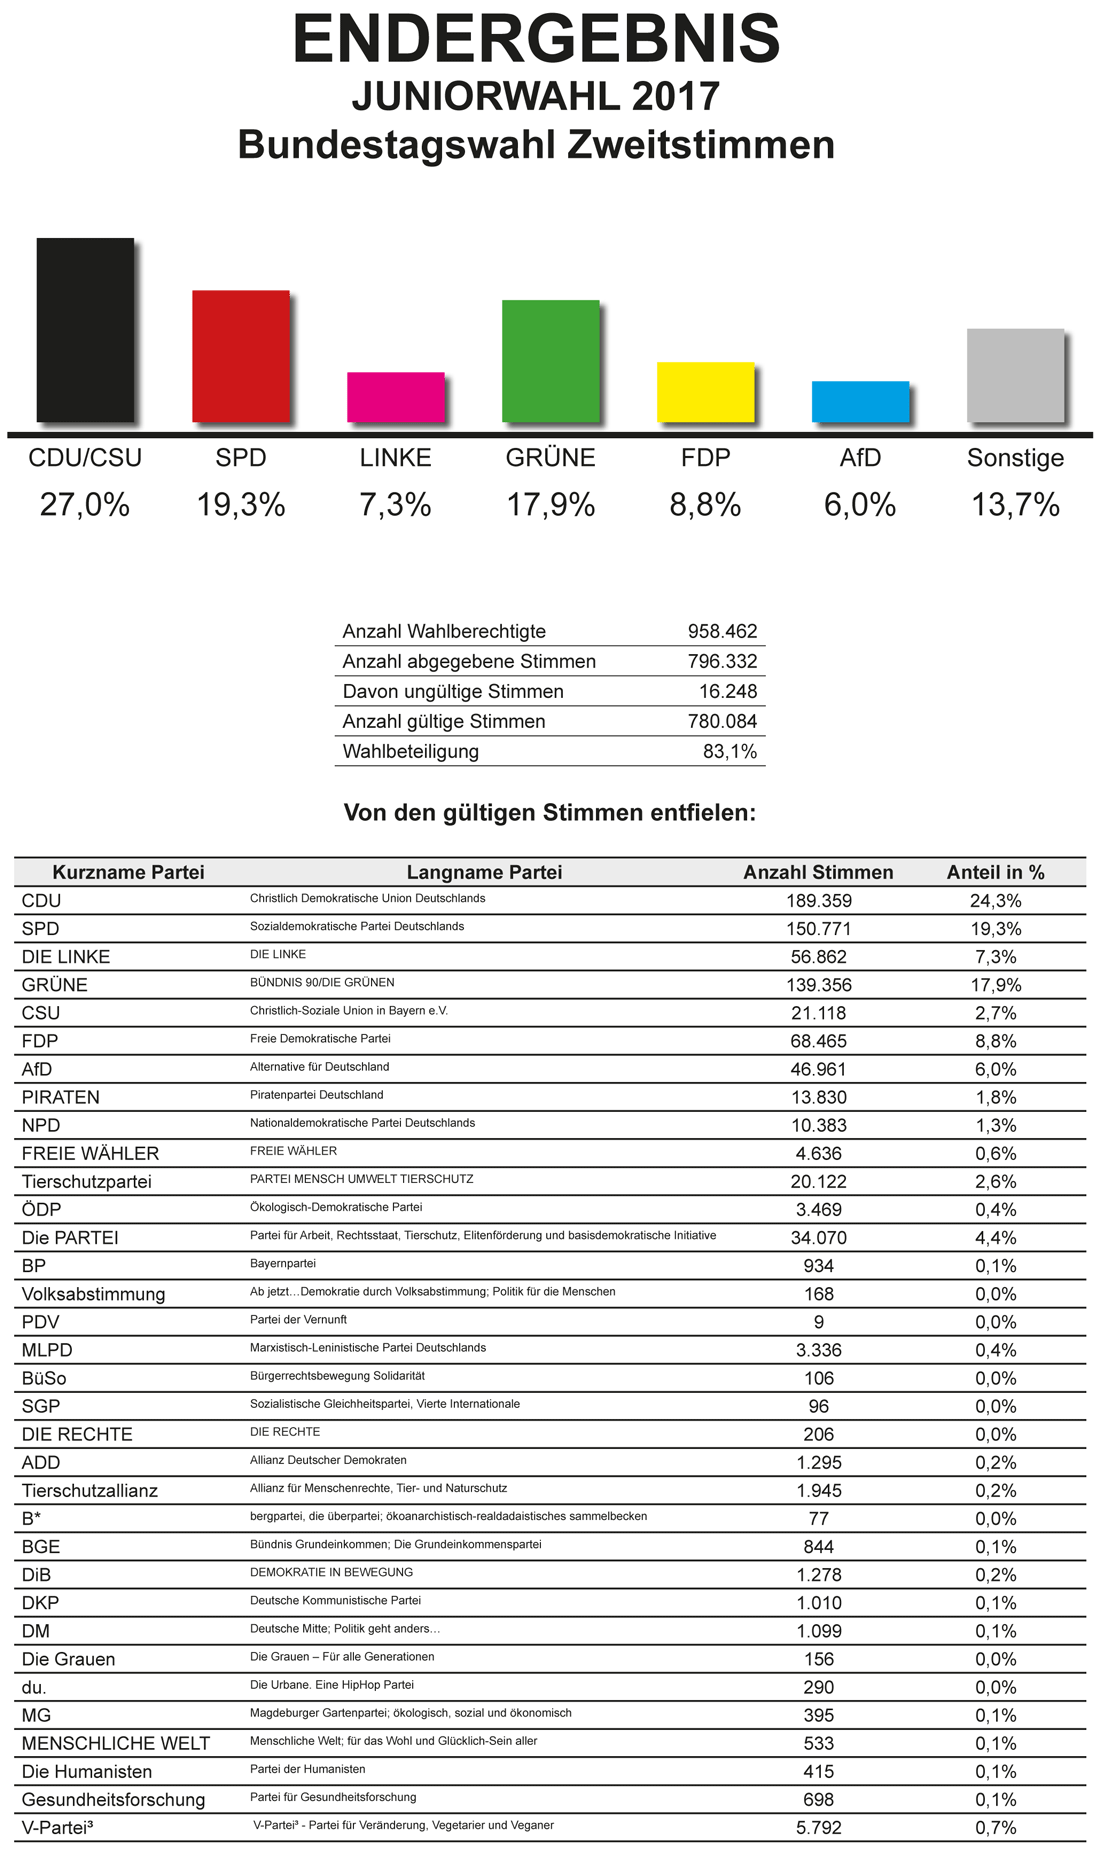 ENDERGEBNIS
JUNIORWAHL 2017
Bundestagswahl Zweitstimmen
CDU/CSU SPD LINKE GRÜNE FDP AfD Sonstige
27,0% 19,3% 7,3% 17,9% 8,8% 6,0% 13,7%
Anzahl Wahlberechtigte 958.462
Anzahl abgegebene Stimmen 796.332
Davon ungültige Stimmen 16.248
Anzahl gültige Stimmen 780.084
Wahlbeteiligung 83,1%
Von den gültigen Stimmen entfielen:
Kurzname Partei Langname Partei Anzahl Stimmen Anteil in %
CDU Christlich Demokratische Union Deutschlands 189.359 24,3%
SPD Sozialdemokratische Partei Deutschlands 150.771 19,3%
DIE LINKE DIE LINKE 56.862 7,3%
GRÜNE BÜNDNIS 90/DIE GRÜNEN 139.356 17,9%
CSU Christlich-Soziale Union in Bayern e.V. 21.118 2,7%
FDP Freie Demokratische Partei 68.465 8,8%
AfD Alternative für Deutschland 46.961 6,0%
PIRATEN Piratenpartei Deutschland 13.830 1,8%
NPD Nationaldemokratische Partei Deutschlands 10.383 1,3%
FREIE WÄHLER FREIE WÄHLER 4.636 0,6%
Tierschutzpartei PARTEI MENSCH UMWELT TIERSCHUTZ 20.122 2,6%
ÖDP Ökologisch-Demokratische Partei 3.469 0,4%
Die PARTEI Partei für Arbeit, Rechtsstaat, Tierschutz, Elitenförderung und basisdemokratische Initiative 34.070 4,4%
BP Bayernpartei 934 0,1%
Volksabstimmung Ab jetzt…Demokratie durch Volksabstimmung; Politik für die Menschen 168 0,0%
PDV Partei der Vernunft 9 0,0%
MLPD Marxistisch-Leninistische Partei Deutschlands 3.336 0,4%
BüSo Bürgerrechtsbewegung Solidarität 106 0,0%
SGP Sozialistische Gleichheitspartei, Vierte Internationale 96 0,0%
DIE RECHTE DIE RECHTE 206 0,0%
ADD Allianz Deutscher Demokraten 1.295 0,2%
Tierschutzallianz Allianz für Menschenrechte, Tier- und Naturschutz 1.945 0,2%
B* bergpartei, die überpartei; ökoanarchistisch-realdadaistisches sammelbecken 77 0,0%
BGE Bündnis Grundeinkommen; Die Grundeinkommenspartei 844 0,1%
DiB DEMOKRATIE IN BEWEGUNG 1.278 0,2%
DKP Deutsche Kommunistische Partei 1.010 0,1%
DM Deutsche Mitte; Politik geht anders… 1.099 0,1%
Die Grauen Die Grauen – Für alle Generationen 156 0,0%
du. Die Urbane. Eine HipHop Partei 290 0,0%
MG Magdeburger Gartenpartei; ökologisch, sozial und ökonomisch 395 0,1%
MENSCHLICHE WELT Menschliche Welt; für das Wohl und Glücklich-Sein aller 533 0,1%
Die Humanisten Partei der Humanisten 415 0,1%
Gesundheitsforschung Partei für Gesundheitsforschung 698 0,1%
V-Partei³ V-Partei³ - Partei für Veränderung, Vegetarier und Veganer 5.792 0,7%